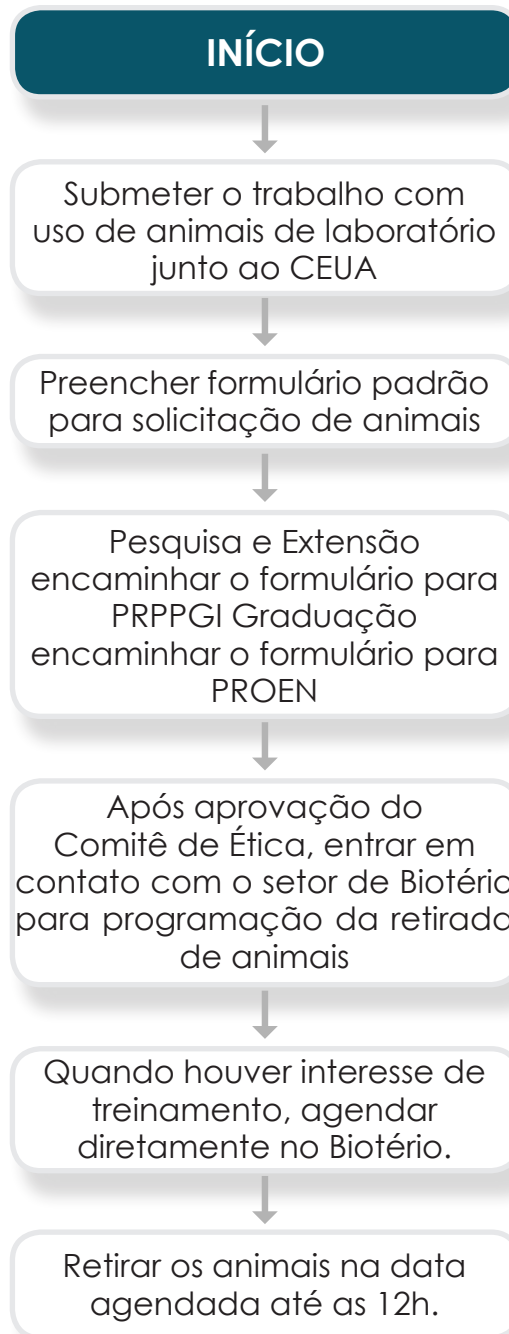 INÍCIO
Submeter o trabalho com
uso de animais de laboratório
junto ao CEUA
Preencher formulário padrão
para solicitação de animais
Pesquisa e Extensão
encaminhar o formulário para
PRPPGI Graduação
encaminhar o formulário para
PROEN
Após aprovação do
Comitê de Ética, entrar em
contato com o setor de Biotério
para programação da retirada
de animais
Quando houver interesse de
treinamento, agendar
diretamente no Biotério.
Retirar os animais na data
agendada até as 12h.